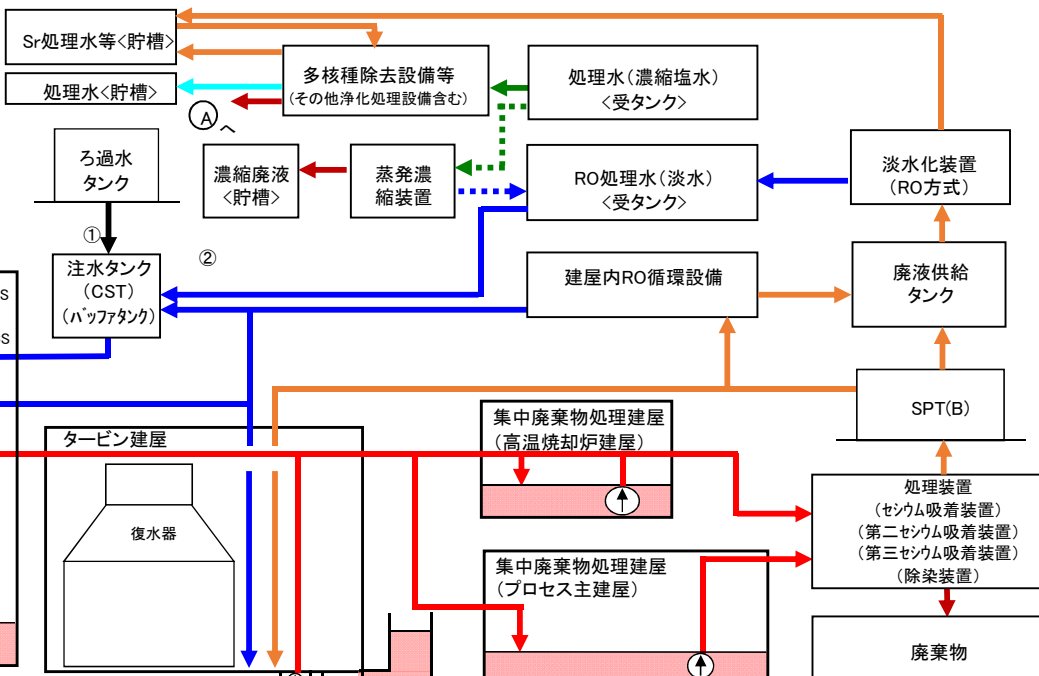 Sr処理水等<貯槽>
処理水<貯槽>
多核種除去設備等
(その他浄化処理設備含む)
処理水(濃縮塩水)
<受タンク>
A へ
ろ過水
タンク
濃縮廃液
<貯槽>
蒸発濃
縮装置
RO処理水(淡水)
<受タンク>
淡水化装置
(RO方式)
①
②
注水タンク
(CST)
(バッファタンク)
建屋内RO循環設備
廃液供給
タンク
S
S
SPT(B)
タービン建屋
復水器
集中廃棄物処理建屋
(高温焼却炉建屋)
集中廃棄物処理建屋
(プロセス主建屋)
処理装置
(セシウム吸着装置)
(第二セシウム吸着装置)
(第三セシウム吸着装置)
(除染装置)
廃棄物